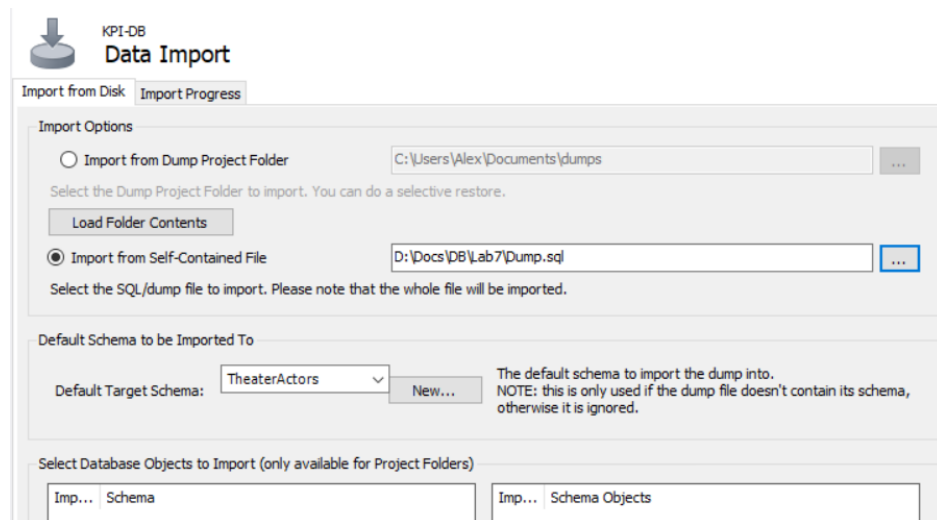 KPI-DB
Data Import
Import from Disk Import Progress
Import Options
Import from Dump Project Folder C:\Users\Alex\Documents\dumps ...
Select the Dump Project Folder to import. You can do a selective restore.
Load Folder Contents
Import from Self-Contained File D:\Docs\DB\Lab7\Dump.sql ...
Select the SQL/dump file to import. Please note that the whole file will be imported.
Default Schema to be Imported To
Default Target Schema: TheaterActors New...
The default schema to import the dump into.
NOTE: this is only used if the dump file doesn't contain its schema,
otherwise it is ignored.
Select Database Objects to Import (only available for Project Folders)
Imp... Schema Imp... Schema Objects